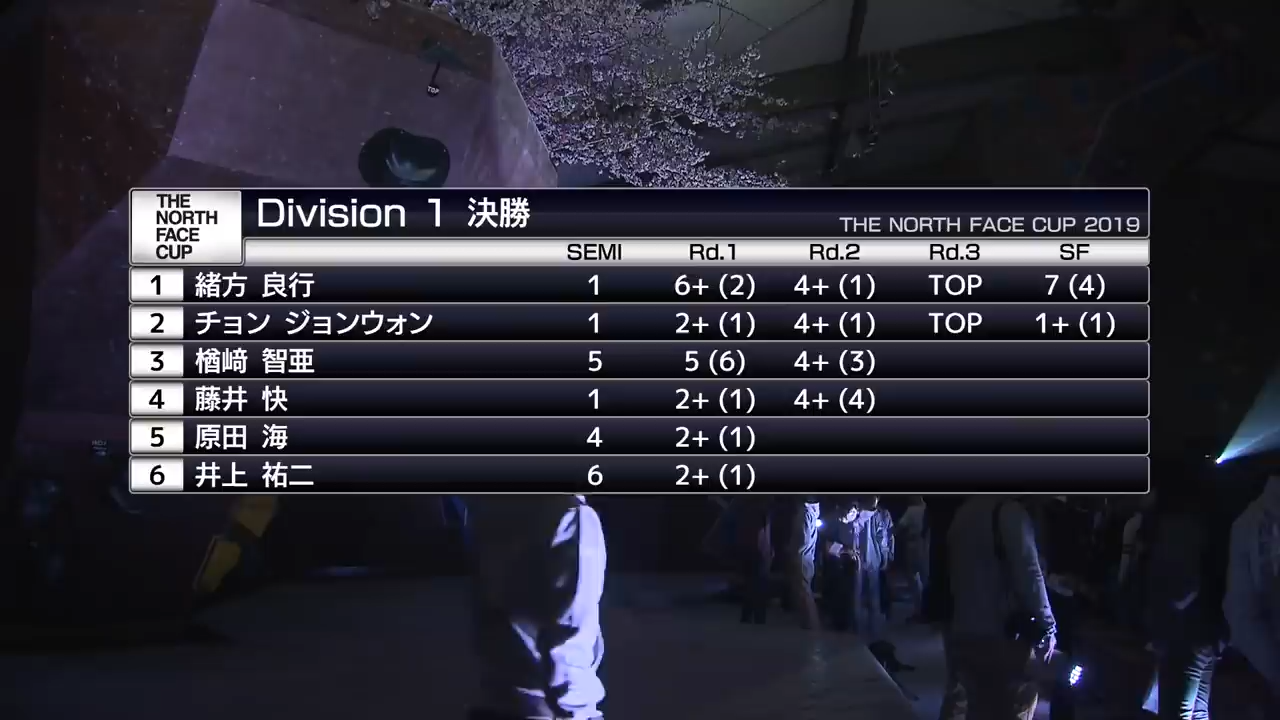 TOP
THE
NORTH
FACE
CUP
Division 1 決勝
THE NORTH FACE CUP 2019
SEMI Rd.1 Rd.2 Rd.3 SF
1 緒方 良行 1 6+ (2) 4+ (1) TOP 7 (4)
2 チョン ジョンウォン 1 2+ (1) 4+ (1) TOP 1+ (1)
3 楢﨑 智亜 5 5 (6) 4+ (3)
4 藤井 快 1 2+ (1) 4+ (4)
5 原田 海 4 2+ (1)
6 井上 祐二 6 2+ (1)